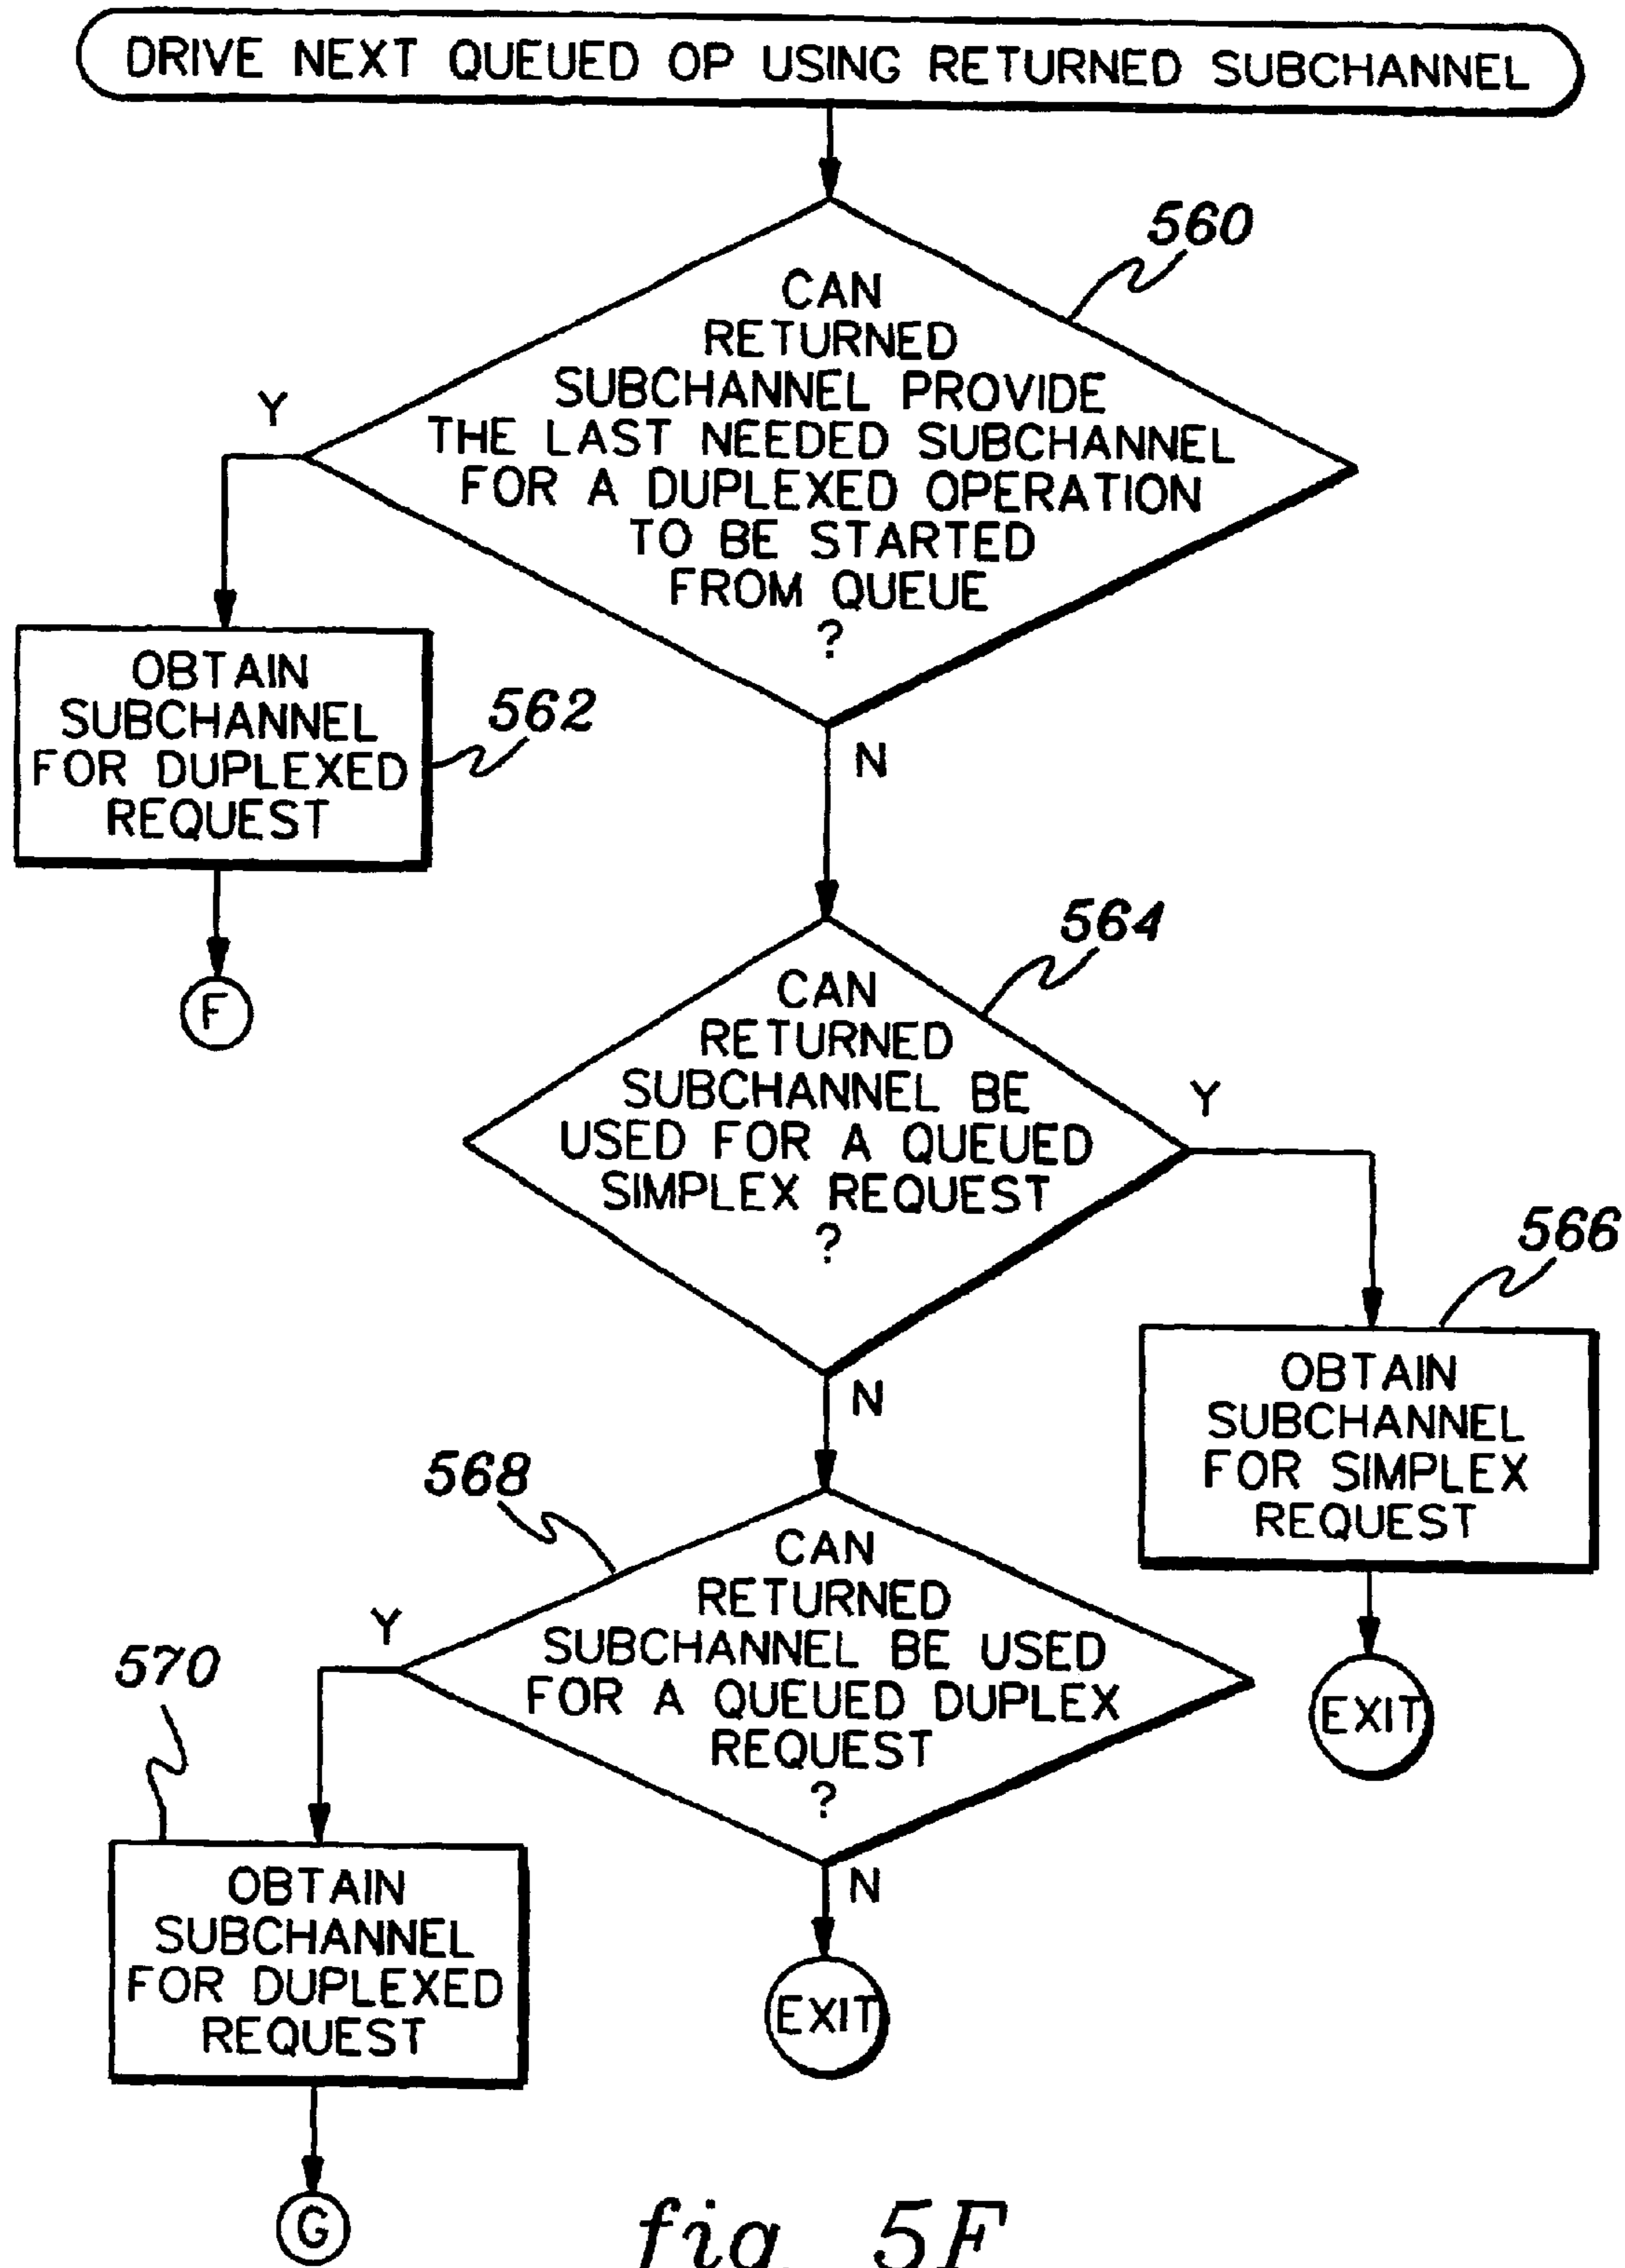 DRIVE NEXT QUEUED OP USING RETURNED SUBCHANNEL
560
CAN
RETURNED
SUBCHANNEL PROVIDE
THE LAST NEEDED SUBCHANNEL
FOR A DUPLEXED OPERATION
TO BE STARTED
FROM QUEUE
?
Y
N
OBTAIN
SUBCHANNEL
FOR DUPLEXED
REQUEST
562
F
564
CAN
RETURNED
SUBCHANNEL BE
USED FOR A QUEUED
SIMPLEX REQUEST
?
Y
N
566
OBTAIN
SUBCHANNEL
FOR SIMPLEX
REQUEST
EXIT
568
CAN
RETURNED
SUBCHANNEL BE USED
FOR A QUEUED DUPLEX
REQUEST
?
Y
N
570
OBTAIN
SUBCHANNEL
FOR DUPLEXED
REQUEST
EXIT
G
fig. 5F